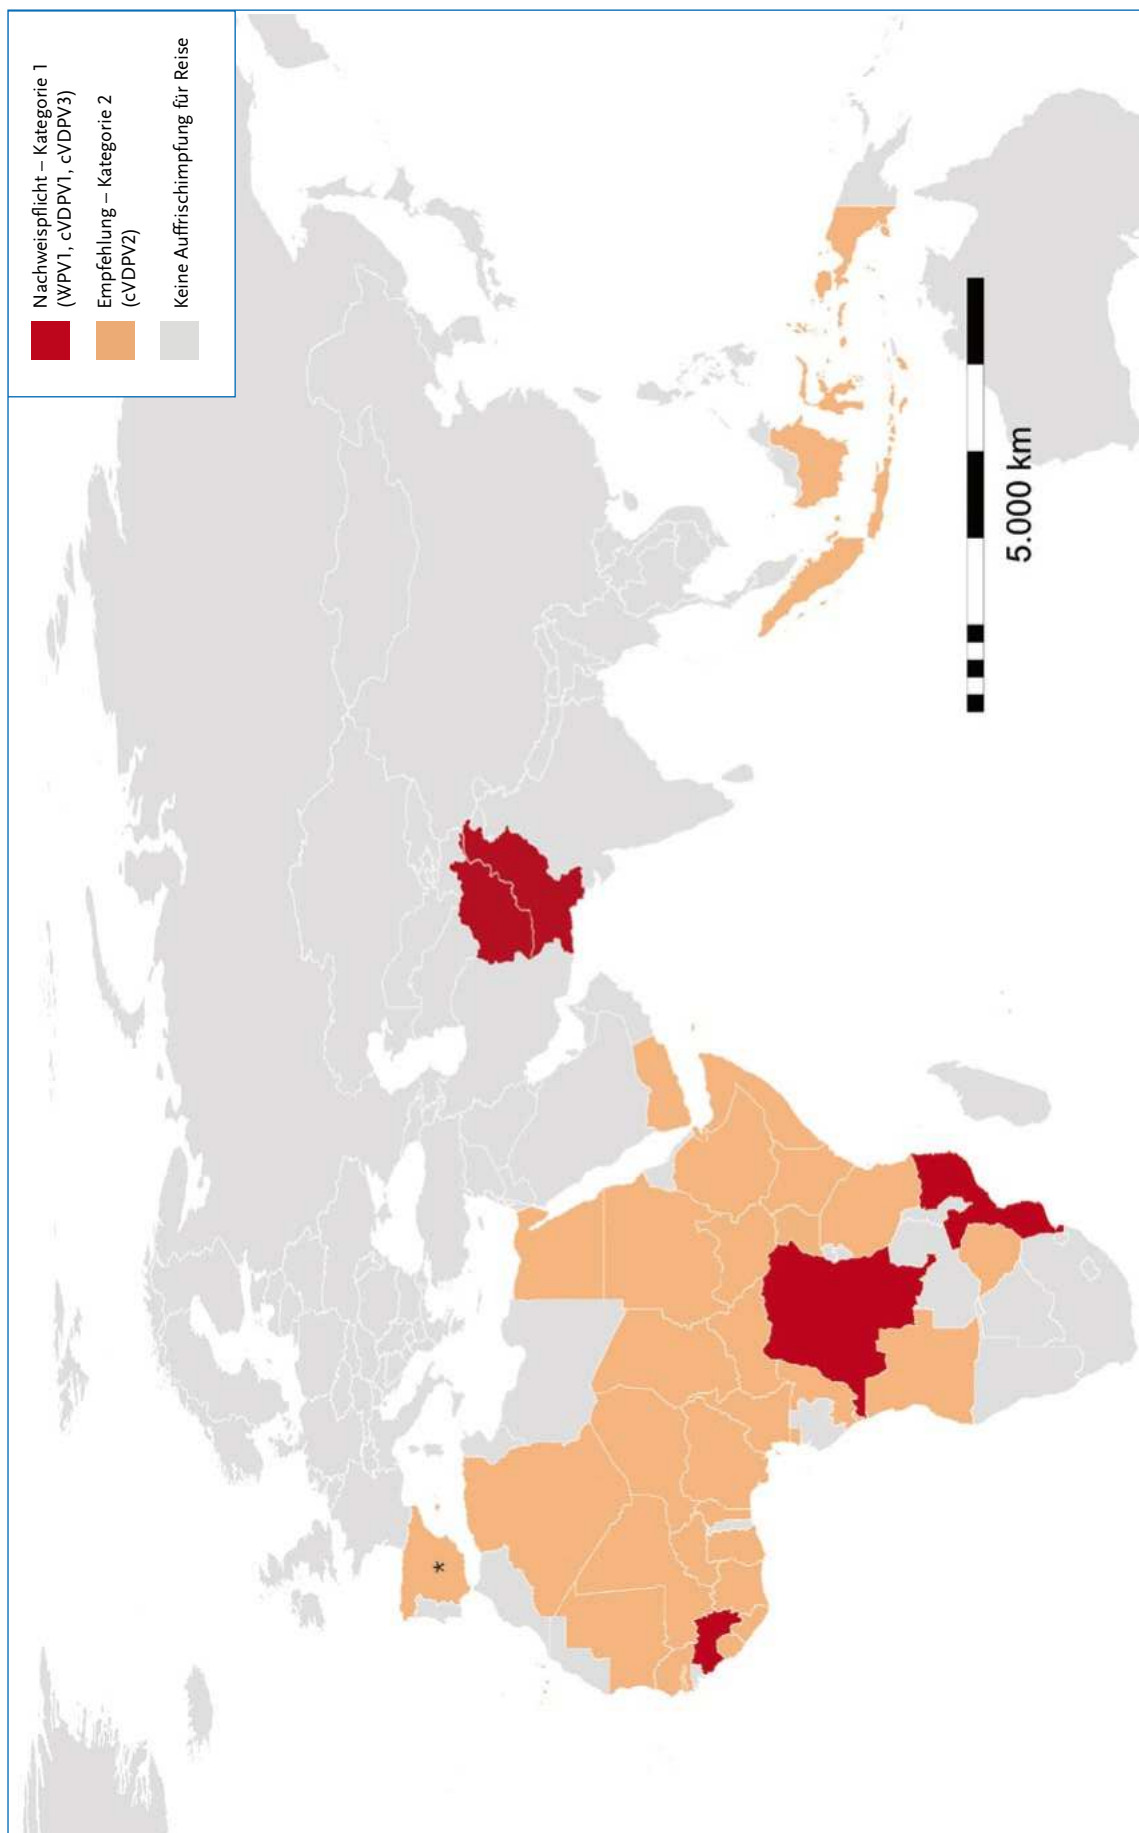 Nachweispflicht – Kategorie 1
(WPV1, cVDPV1, cVDPV3)
Empfehlung – Kategorie 2
(cVDPV2)
Keine Auffrischimpfung für Reise
*
5.000 km